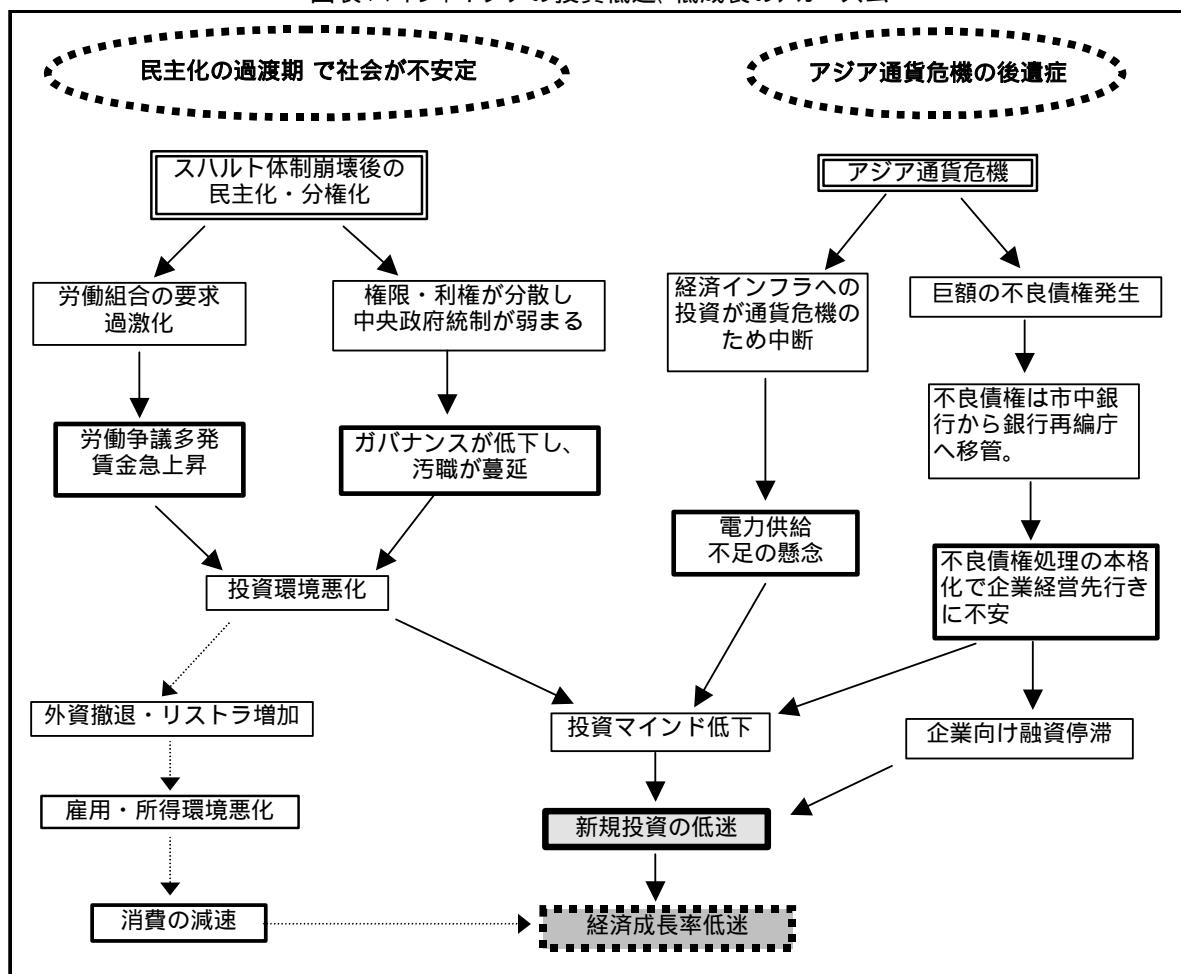 民主化の過渡期 で社会が不安定
アジア通貨危機の後遺症
スハルト体制崩壊後の
民主化・分権化
アジア通貨危機
労働組合の要求
過激化
権限・利権が分散し
中央政府統制が弱まる
経済インフラへの
投資が通貨危機の
ため中断
巨額の不良債権発生
労働争議多発
賃金急上昇
ガバナンスが低下し、
汚職が蔓延
不良債権は市中銀
行から銀行再編庁
へ移管。
電力供給
不足の懸念
不良債権処理の本格
化で企業経営先行き
に不安
投資環境悪化
外資撤退・リストラ増加
投資マインド低下
企業向け融資停滞
雇用・所得環境悪化
新規投資の低迷
消費の減速
経済成長率低迷